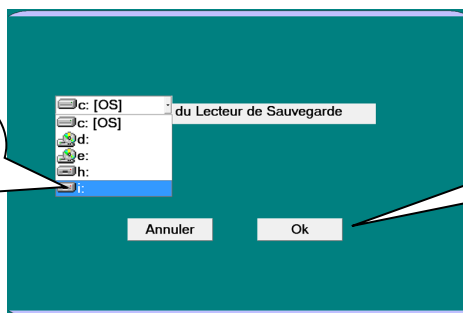 c: [OS]
du Lecteur de Sauvegarde
c: [OS]
d:
e:
h:
i:
Annuler
Ok